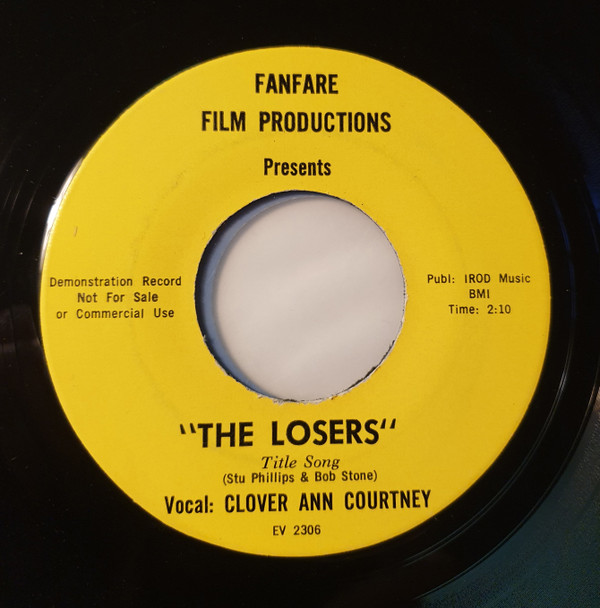 FANFARE
FILM PRODUCTIONS
Presents
Demonstration Record
Not For Sale
or Commercial Use
Publ: IROD Music
BMI
Time: 2:10
"THE LOSERS"
Title Song
(Stu Phillips & Bob Stone)
Vocal: CLOVER ANN COURTNEY
EV 2306